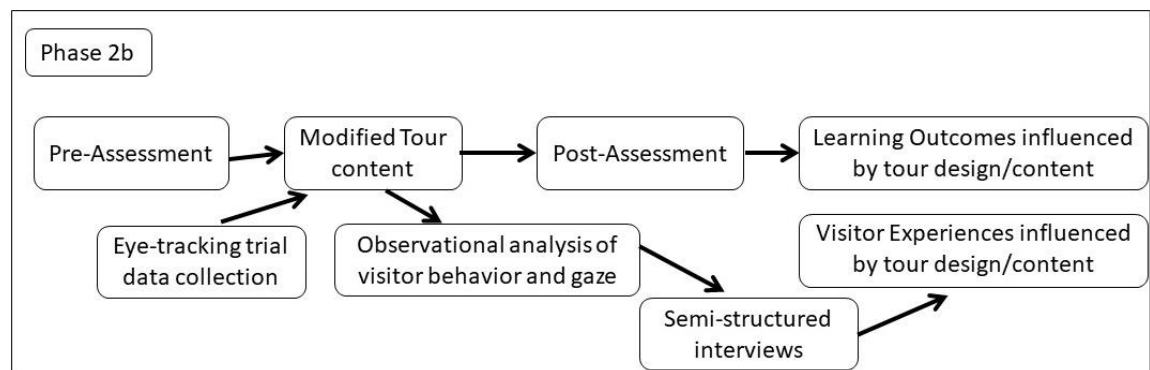 Phase 2b
Pre-Assessment
Modified Tour
content
Post-Assessment
Learning Outcomes influenced
by tour design/content
Eye-tracking trial
data collection
Observational analysis of
visitor behavior and gaze
Visitor Experiences influenced
by tour design/content
Semi-structured
interviews